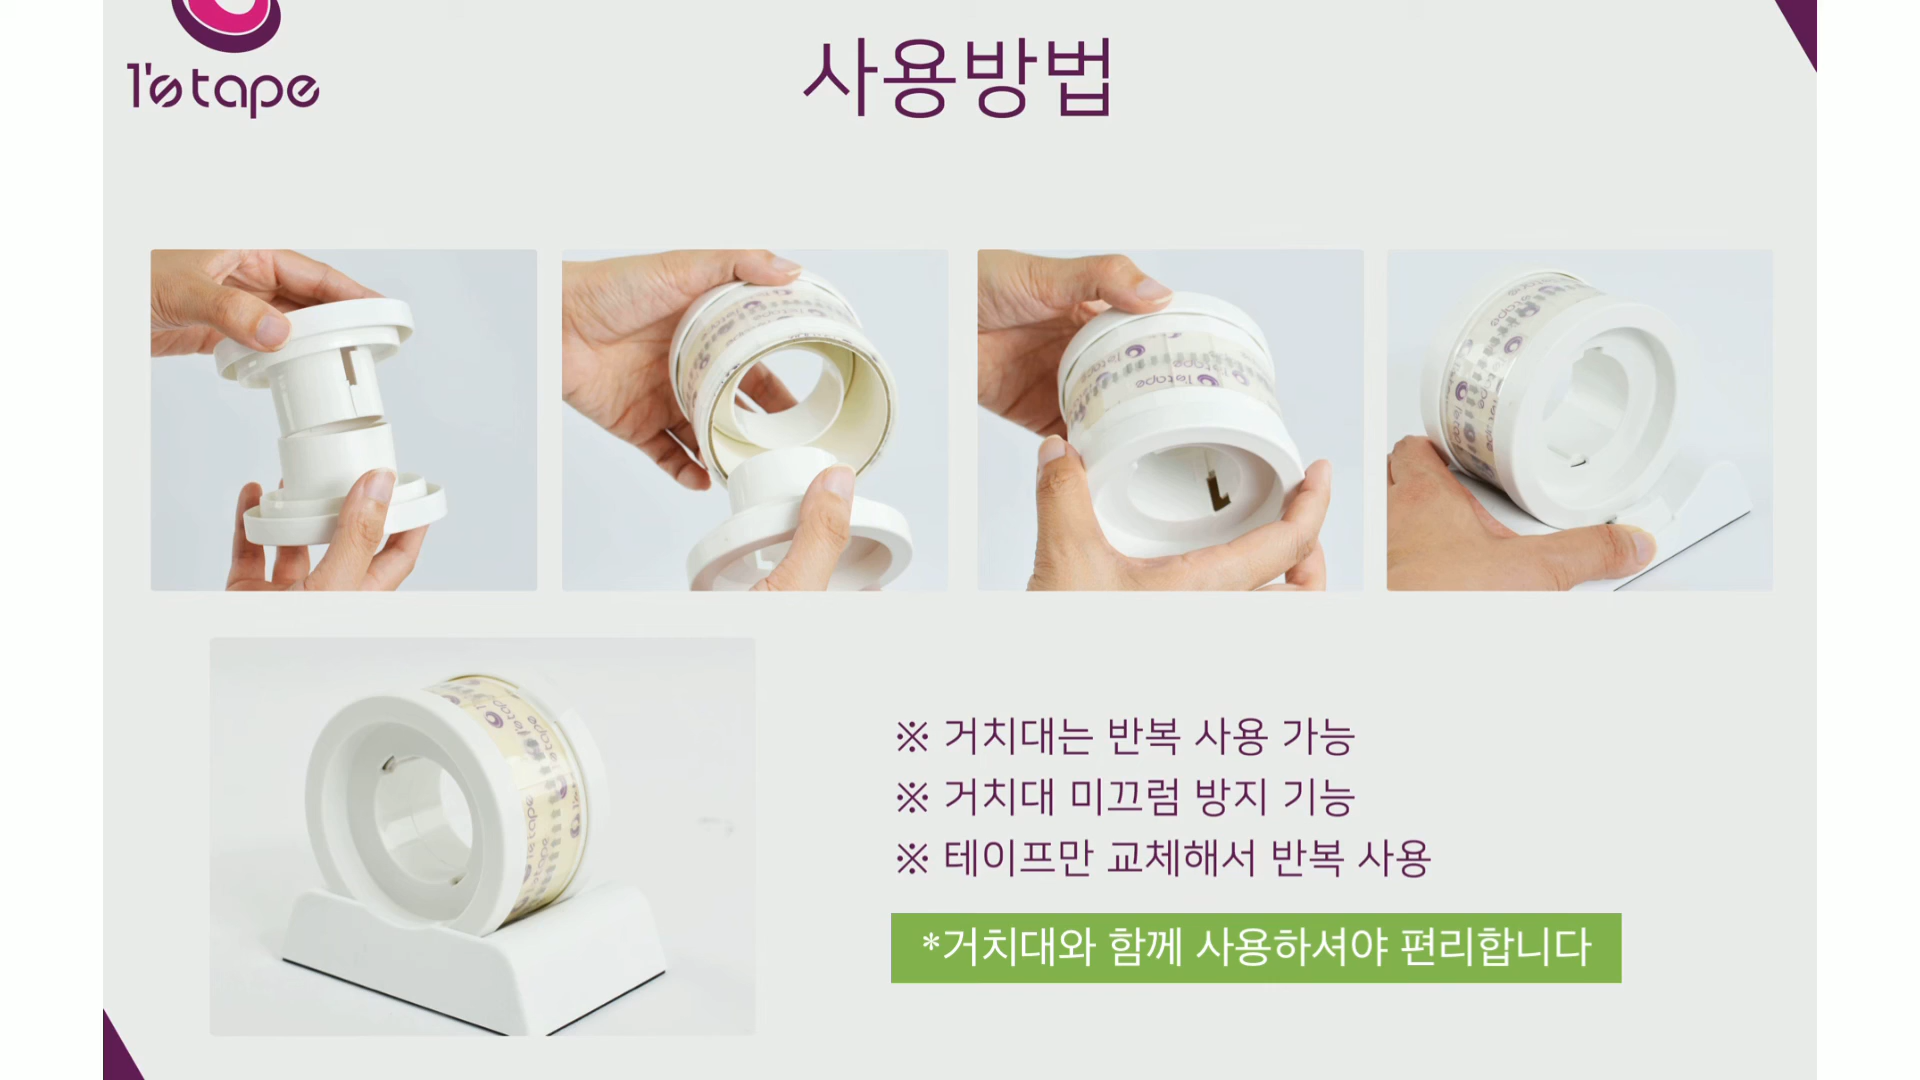 1's tape
사용방법
※ 거치대는 반복 사용 가능
※ 거치대 미끄럼 방지 기능
※ 테이프만 교체해서 반복 사용
*거치대와 함께 사용하셔야 편리합니다